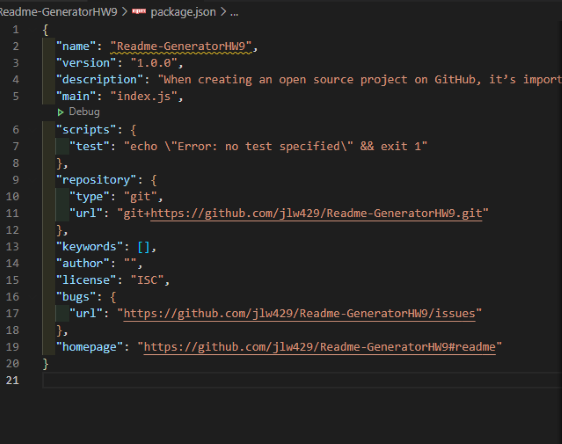 Readme-GeneratorHW9 > package.json > ...
1 {
2 "name": "Readme-GeneratorHW9",
3 "version": "1.0.0",
4 "description": "When creating an open source project on GitHub, it’s
5 "main": "index.js",
Debug
6 "scripts": {
7 "test": "echo \"Error: no test specified\" && exit 1"
8 },
9 "repository": {
10 "type": "git",
11 "url": "git+https://github.com/jlw429/Readme-GeneratorHW9.git"
12 },
13 "keywords": [],
14 "author": "",
15 "license": "ISC",
16 "bugs": {
17 "url": "https://github.com/jlw429/Readme-GeneratorHW9/issues"
18 },
19 "homepage": "https://github.com/jlw429/Readme-GeneratorHW9#readme"
20 }
21